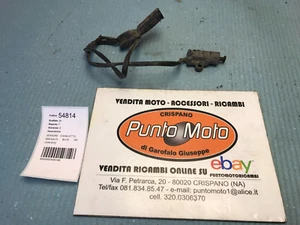 54814
VENDITA MOTO - ACCESSORI - RICAMBI
CRISPANO
Punto Moto
di Garofalo Giuseppe
VENDITA RICAMBI ONLINE SU
ebay
PUNTOMOTORICAMBI
Via F. Petrarca, 20 - 80020 CRISPANO (NA)
Tel/fax 081.834.85.47 - e-mail: puntomoto1@alice.it
cell. 320.0306370